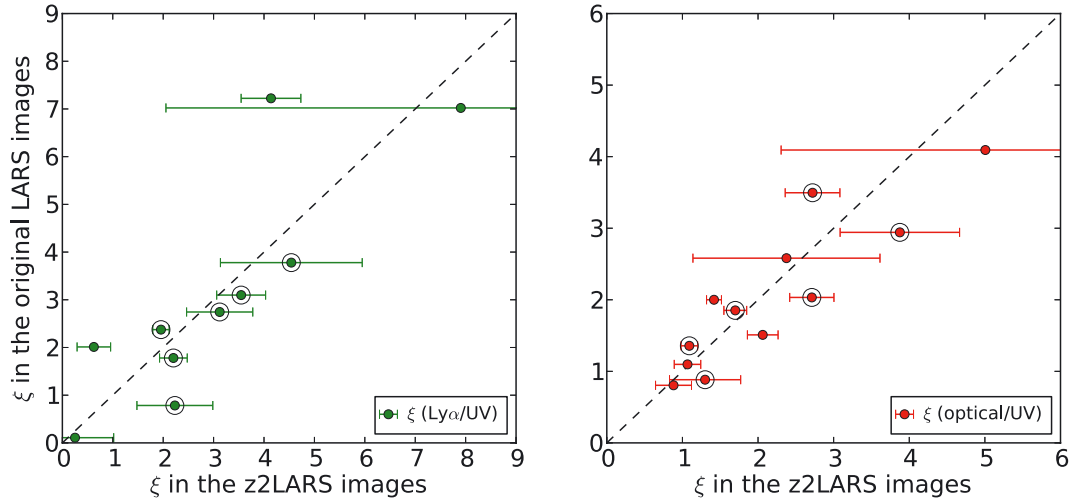 9
8
7
6
5
4
3
2
1
0
ξ in the original LARS images
0 1 2 3 4 5 6 7 8 9
ξ in the z2LARS images
ξ (Lyα/UV)
6
5
4
3
2
1
0
0 1 2 3 4 5 6
ξ in the z2LARS images
ξ (optical/UV)